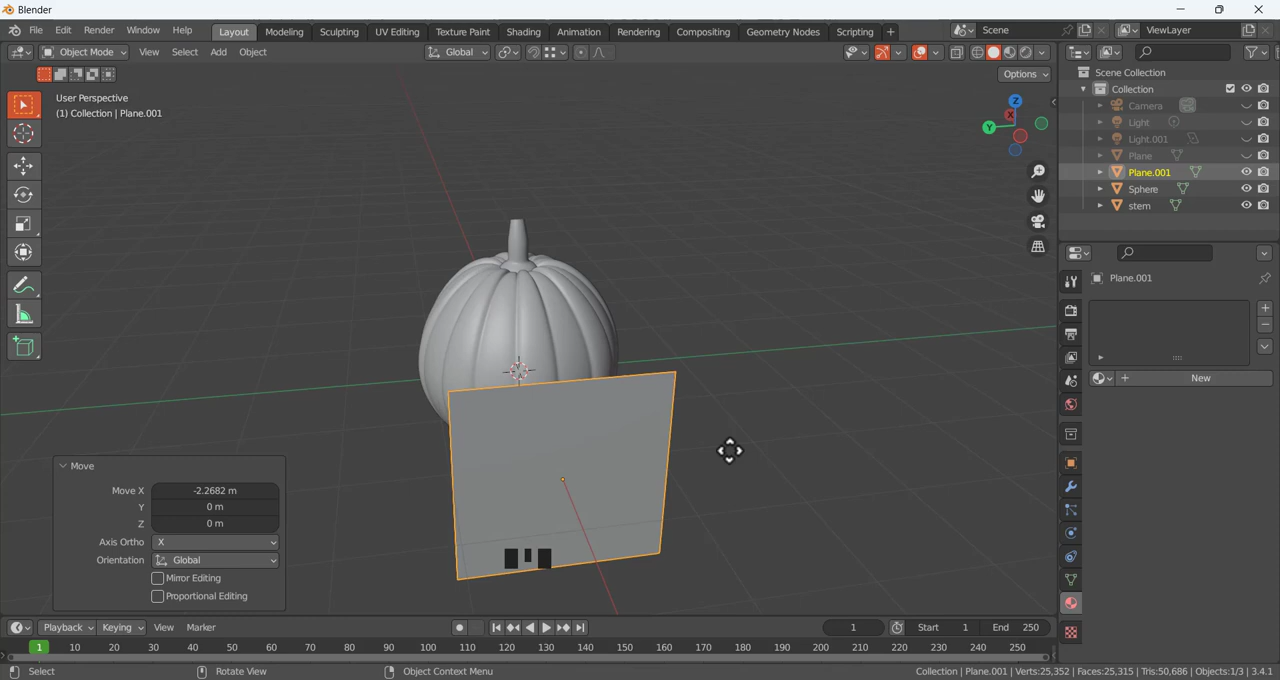 Blender
File Edit Render Window Help Layout Modeling Sculpting UV Editing Texture Paint Shading Animation Rendering Compositing Geometry Nodes Scripting + Scene ViewLayer
Object Mode View Select Add Object Global
Options
User Perspective
(1) Collection | Plane.001
Z
X
Y
Scene Collection
Collection
Camera
Light
Light.001
Plane
Plane.001
Sphere
stem
Plane.001
New
Move
Move X -2.2682 m
Y 0 m
Z 0 m
Axis Ortho X
Orientation Global
Mirror Editing
Proportional Editing
Playback Keying View Marker 1 Start 1 End 250
1 10 20 30 40 50 60 70 80 90 100 110 120 130 140 150 160 170 180 190 200 210 220 230 240 250
Select Rotate View Object Context Menu Collection | Plane.001 | Verts:25,352 | Faces:25,315 | Tris:50,686 | Objects:1/3 | 3.4.1